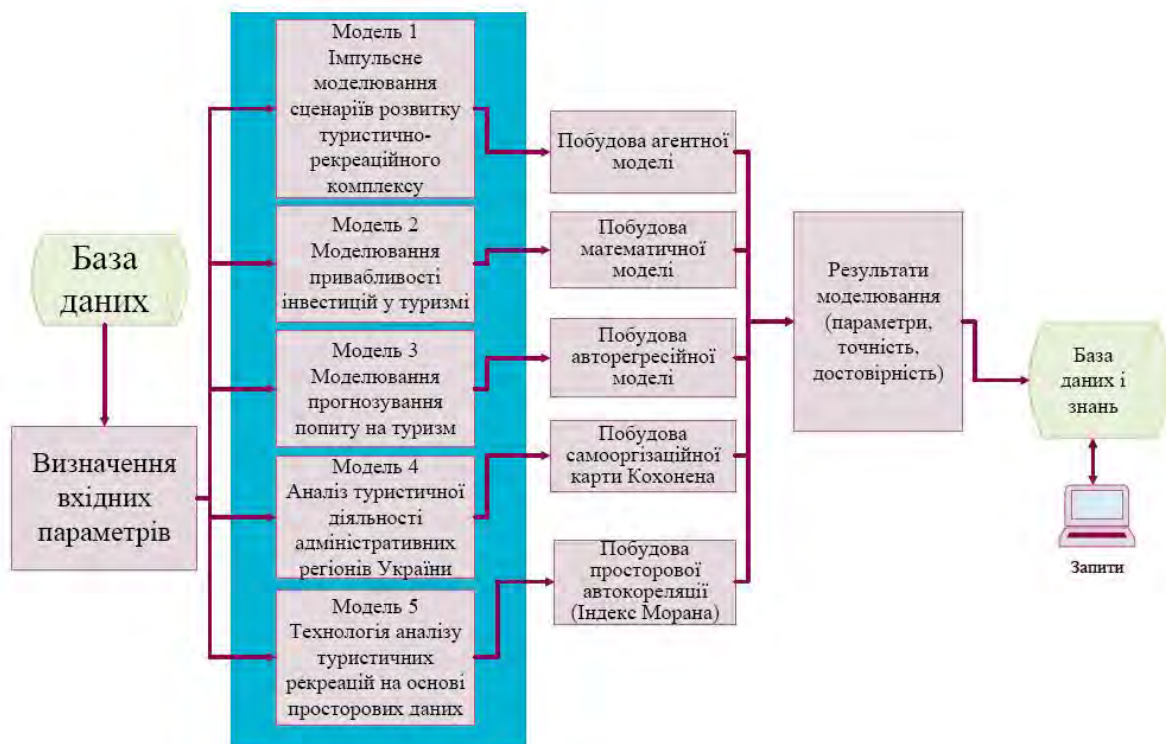 База
даних
Визначення
вхідних
параметрів
Модель 1
Імпульсне
моделювання
сценаріїв розвитку
туристично-
рекреаційного
комплексу
Модель 2
Моделювання
привабливості
інвестицій у туризмі
Модель 3
Моделювання
прогнозування
попиту на туризм
Модель 4
Аналіз туристичної
діяльності
адміністративних
регіонів України
Модель 5
Технологія аналізу
туристичних
рекреацій на основі
просторових даних
Побудова агентної
моделі
Побудова
математичної
моделі
Побудова
авторегресійної
моделі
Побудова
самооргізаційної
карти Кохонена
Побудова
просторової
автокореляції
(Індекс Морана)
Результати
моделювання
(параметри,
точність,
достовірність)
База
даних і
знань
Запити